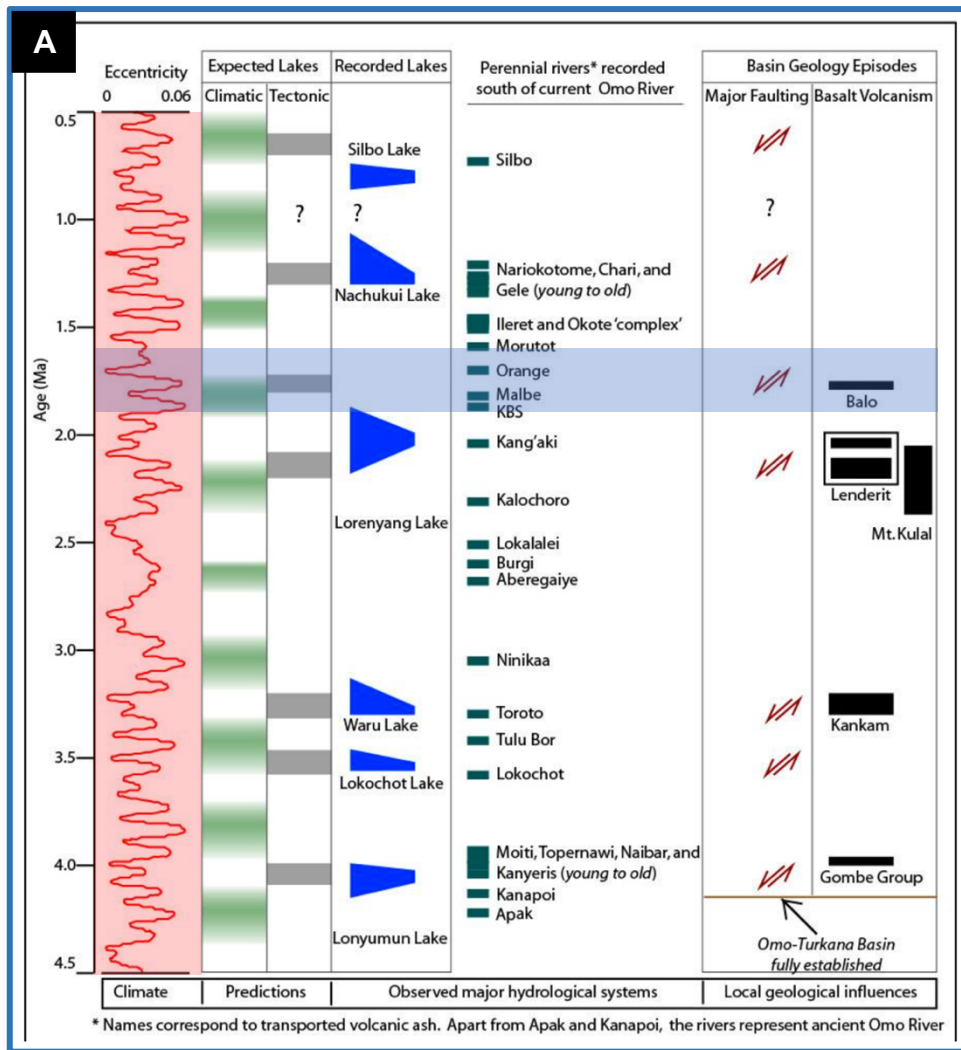 A
Eccentricity
0 0.06
Expected Lakes
Climatic
Tectonic
Recorded Lakes
Perennial rivers* recorded
south of current Omo River
Basin Geology Episodes
Major Faulting
Basalt Volcanism
Age (Ma)
0.5
1.0
1.5
2.0
2.5
3.0
3.5
4.0
4.5
?
Silbo Lake
?
Nachukui Lake
Lorenyang Lake
Waru Lake
Lokochot Lake
Lonyumun Lake
Silbo
Nariokotome, Chari, and
Gele (young to old)
Ileret and Okote 'complex'
Morutot
Orange
Malbe
KBS
Kang'aki
Kalochoro
Lokalalei
Burgi
Aberegaiye
Ninikaa
Toroto
Tulu Bor
Lokochot
Moiti, Topernawi, Naibar, and
Kanyeris (young to old)
Kanapoi
Apak
?
Balo
Lenderit
Mt. Kulal
Kankam
Gombe Group
Omo-Turkana Basin
fully established
Climate
Predictions
Observed major hydrological systems
Local geological influences
* Names correspond to transported volcanic ash. Apart from Apak and Kanapoi, the rivers represent ancient Omo River